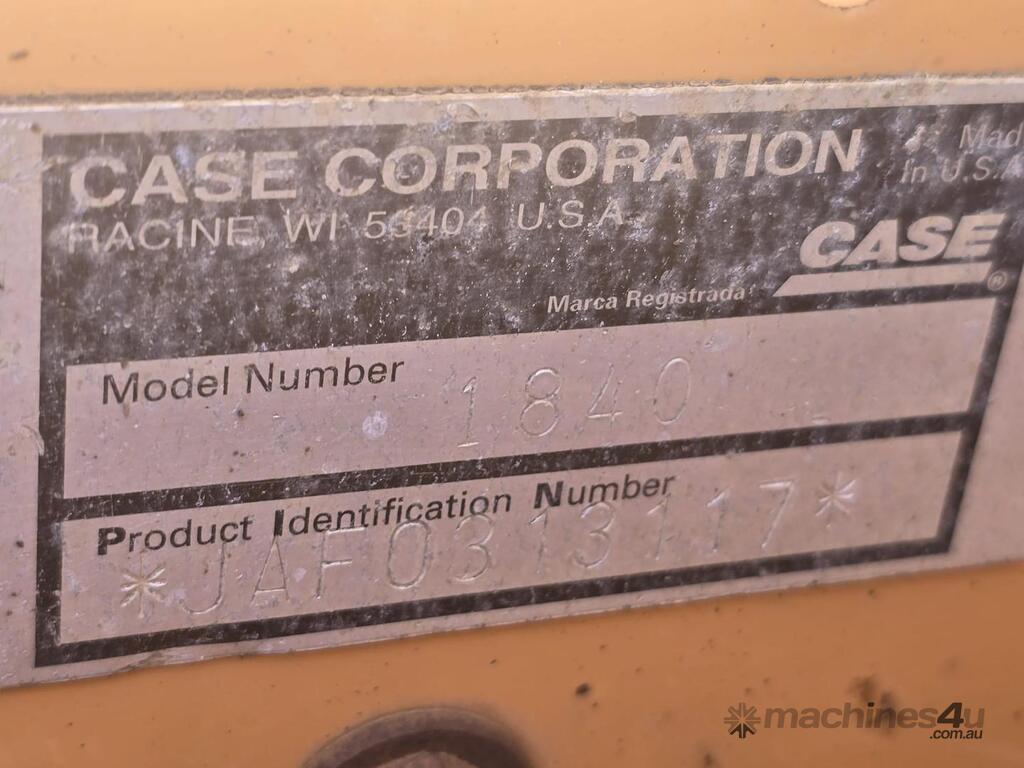 CASE CORPORATION
RACINE, WI 53404 U.S.A.
Made
In U.S.A
CASE®
Marca Registrada
Model Number
1840
Product Identification Number
*JAF0313117*
machines4u
.com.au